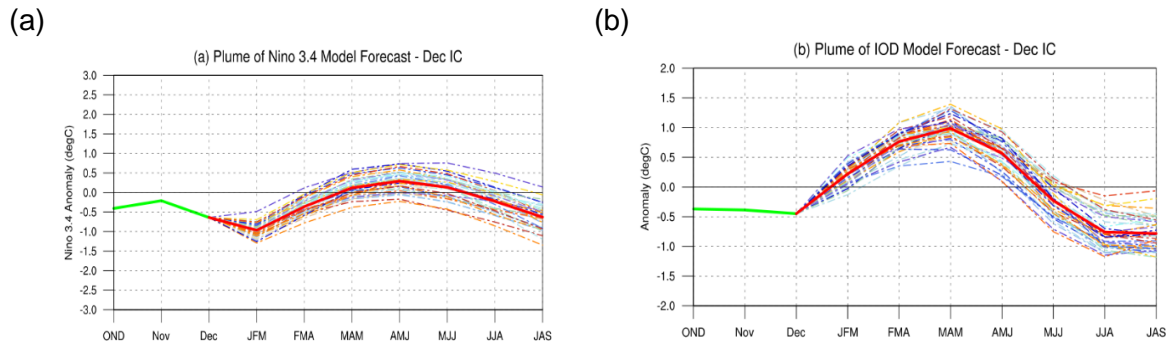 (a)
(a) Plume of Nino 3.4 Model Forecast - Dec IC
Nino 3.4 Anomaly (degC)
3.0
2.5
2.0
1.5
1.0
0.5
0.0
-0.5
-1.0
-1.5
-2.0
-2.5
-3.0
OND Nov Dec JFM FMA MAM AMJ MJJ JJA JAS
(b)
(b) Plume of IOD Model Forecast - Dec IC
Anomaly (degC)
2.0
1.5
1.0
0.5
0.0
-0.5
-1.0
-1.5
-2.0
OND Nov Dec JFM FMA MAM AMJ MJJ JJA JAS